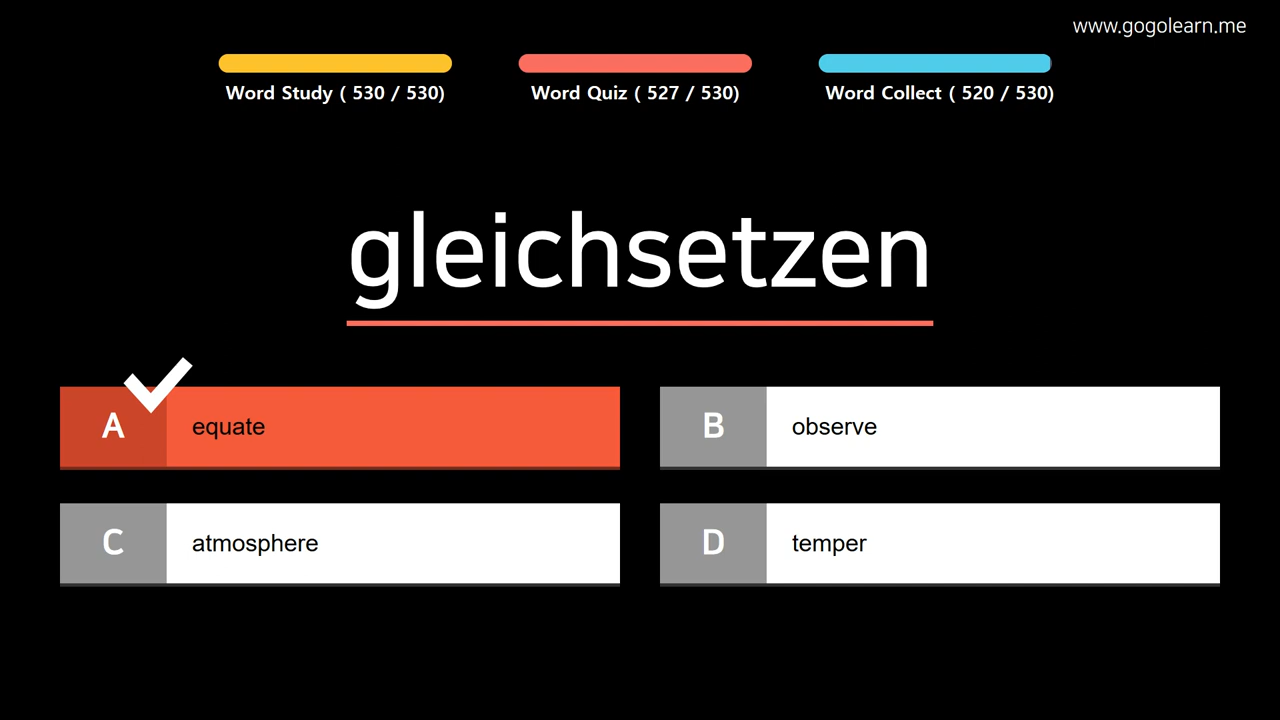 www.gogolearn.me
Word Study ( 530 / 530)
Word Quiz ( 527 / 530)
Word Collect ( 520 / 530)
gleichsetzen
A equate
B observe
C atmosphere
D temper